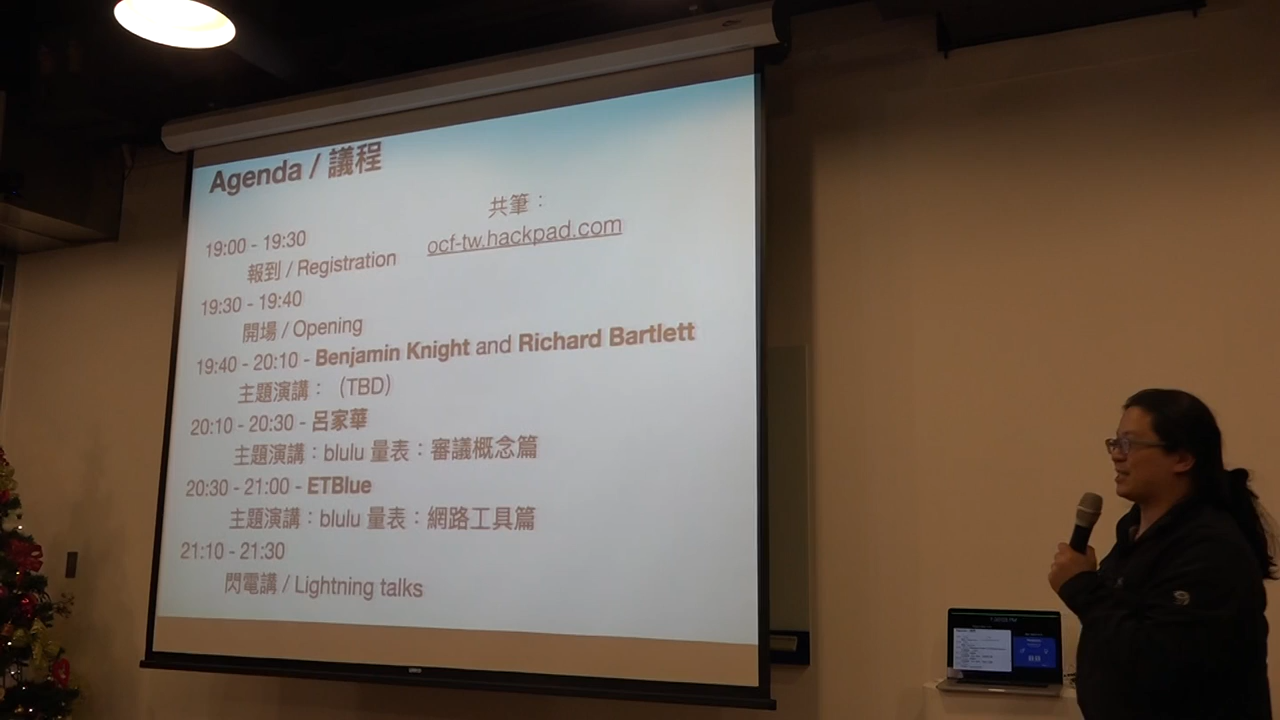 Agenda / 議程
共筆：
ocf-tw.hackpad.com
19:00 - 19:30
報到 / Registration
19:30 - 19:40
開場 / Opening
19:40 - 20:10 - Benjamin Knight and Richard Bartlett
主題演講：（TBD）
20:10 - 20:30 - 呂家華
主題演講：blulu 量表：審議概念篇
20:30 - 21:00 - ETBlue
主題演講：blulu 量表：網路工具篇
21:10 - 21:30
閃電講 / Lightning talks